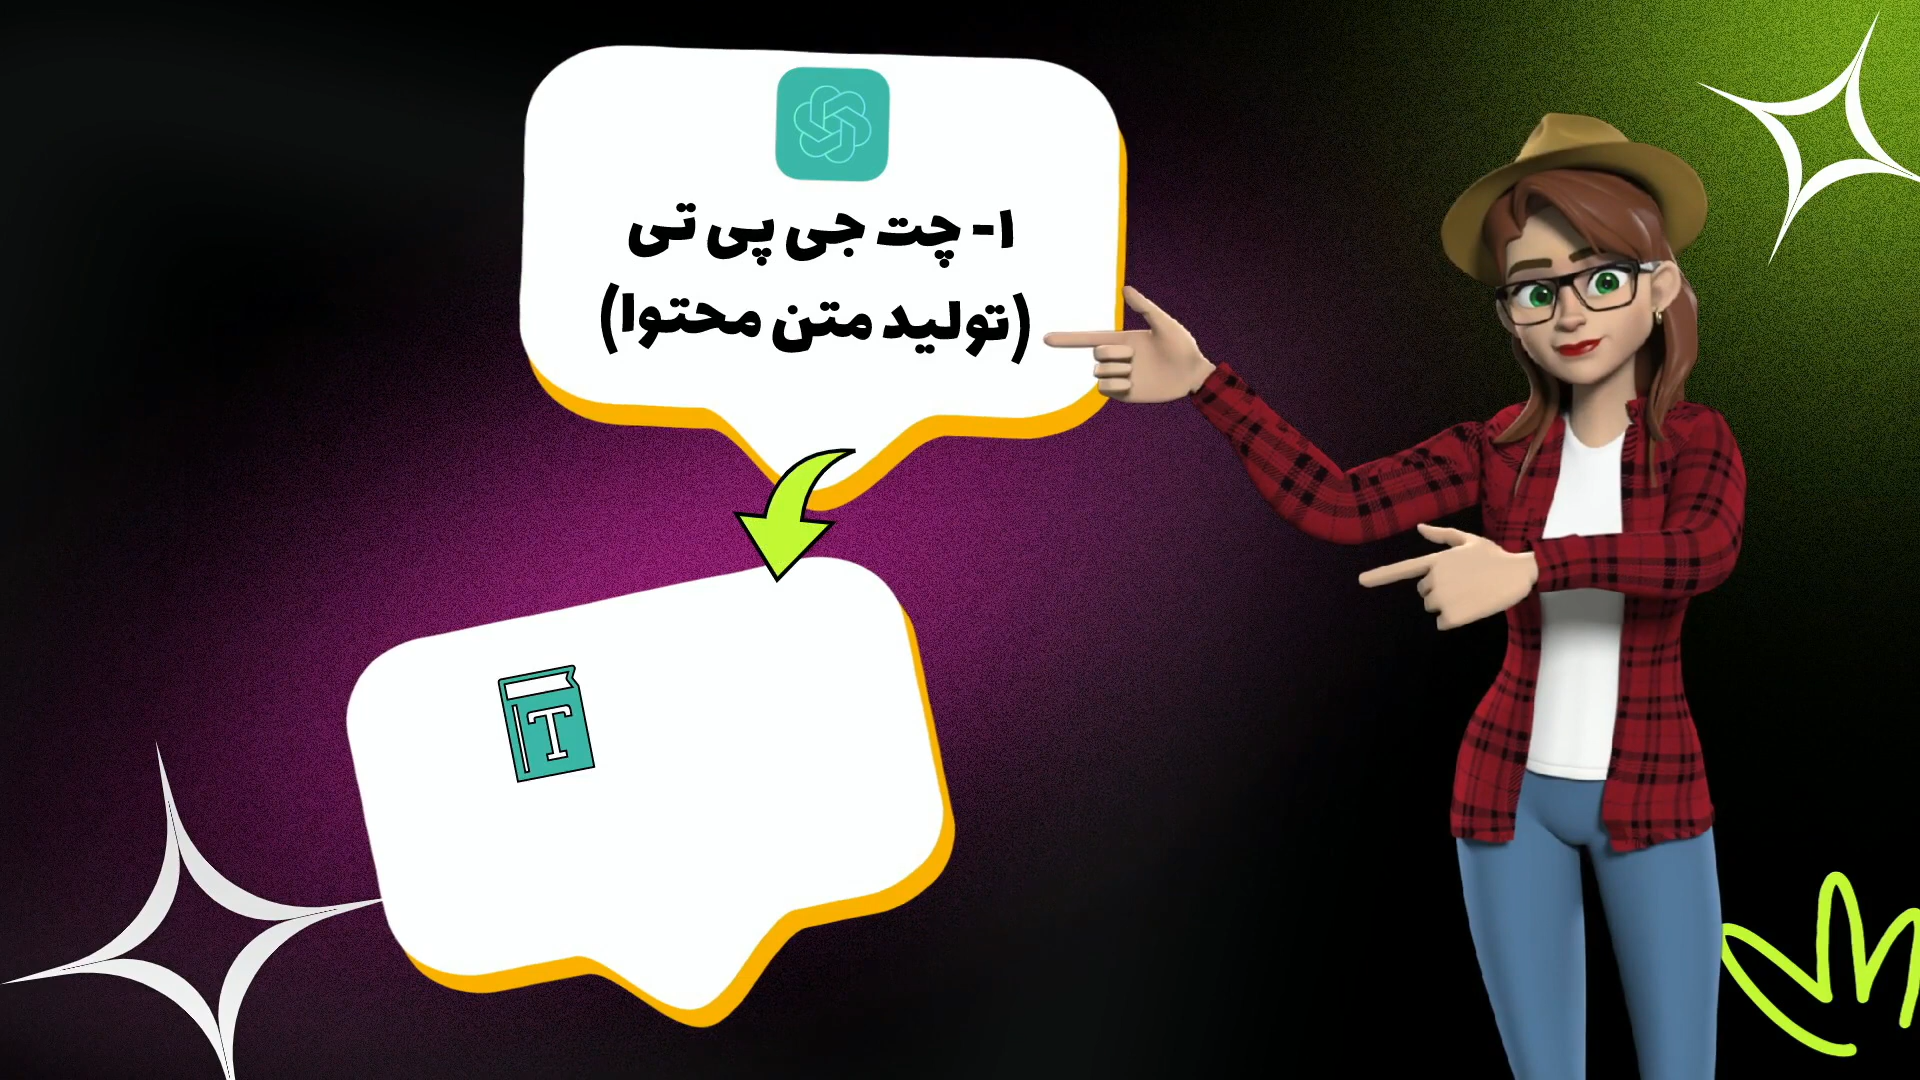 ۱- چت جی پی تی
(تولید متن محتوا)
T